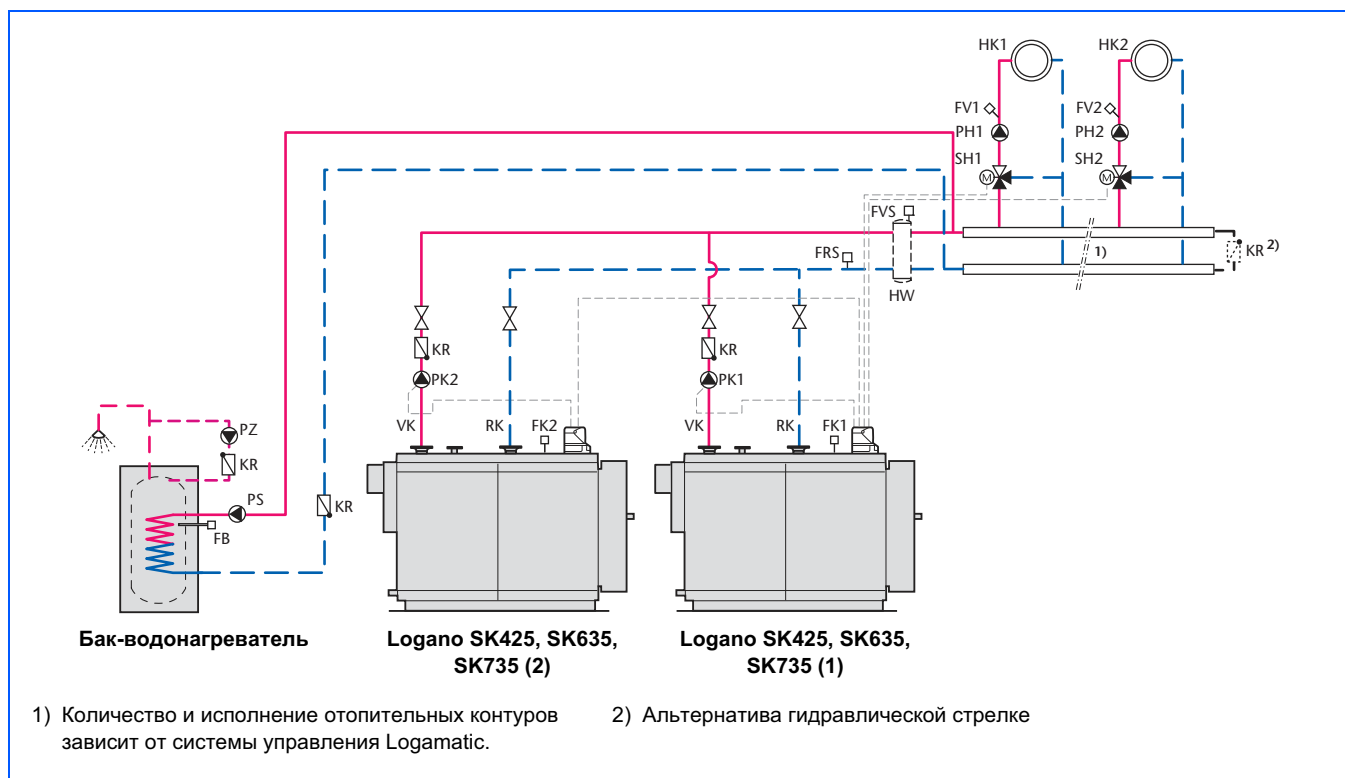 HK1
HK2
FV1
FV2
PH1
PH2
SH1
SH2
M
M
FVS
FRS
HW
1)
KR 2)
KR
KR
PK2
PK1
VK
RK
FK2
VK
RK
FK1
PZ
KR
PS
KR
FB
Бак-водонагреватель
Logano SK425, SK635,
SK735 (2)
Logano SK425, SK635,
SK735 (1)
1) Количество и исполнение отопительных контуров
зависит от системы управления Logamatic.
2) Альтернатива гидравлической стрелке